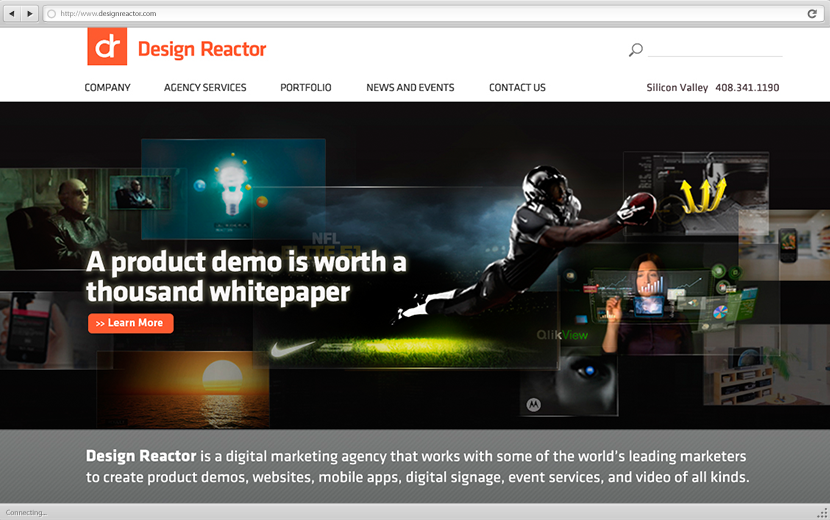 http://www.designreactor.com
dr Design Reactor
COMPANY AGENCY SERVICES PORTFOLIO NEWS AND EVENTS CONTACT US Silicon Valley 408.341.1190
NFL
ELITE 51
A product demo is worth a
thousand whitepaper
>> Learn More
QlikView
Design Reactor is a digital marketing agency that works with some of the world's leading marketers
to create product demos, websites, mobile apps, digital signage, event services, and video of all kinds.
Connecting...